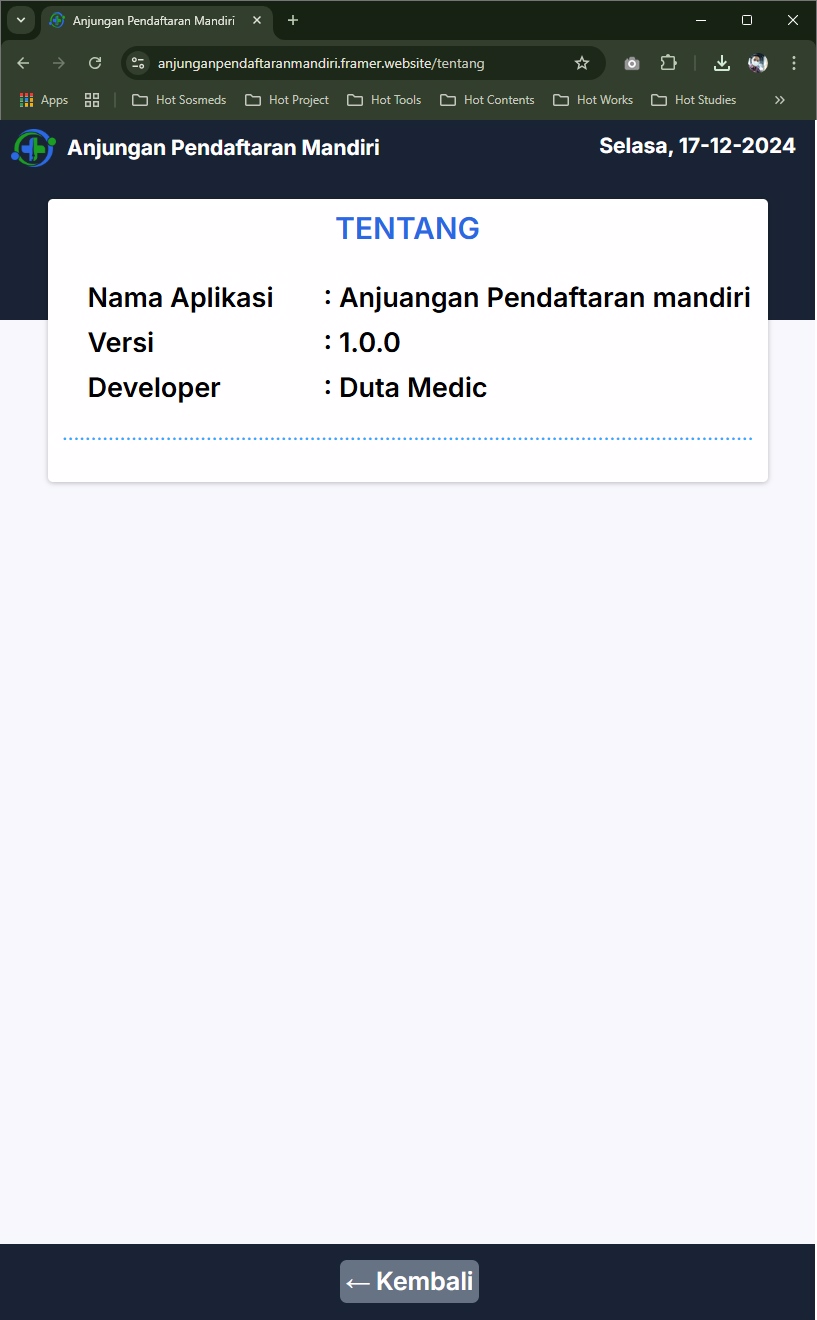 Anjungan Pendaftaran Mandiri
anjunganpendaftaranmandiri.framer.website/tentang
Apps Hot Sosmeds Hot Project Hot Tools Hot Contents Hot Works Hot Studies
Anjungan Pendaftaran Mandiri Selasa, 17-12-2024
TENTANG
Nama Aplikasi : Anjuangan Pendaftaran mandiri
Versi : 1.0.0
Developer : Duta Medic
← Kembali